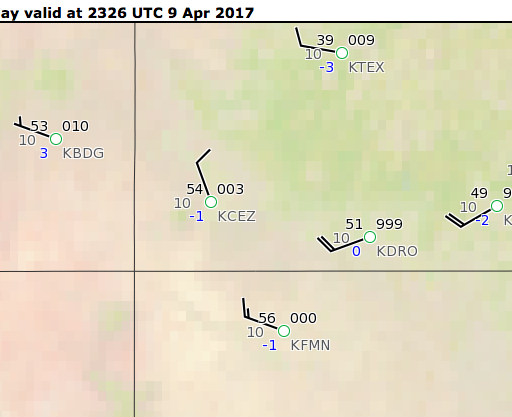 ay valid at 2326 UTC 9 Apr 2017
39 009
10
-3 KTEX
53 010
10
3 KBDG
54 003
10
-1 KCEZ
49 9
10
-2 K
51 999
10
0 KDRO
56 000
10
-1 KFMN